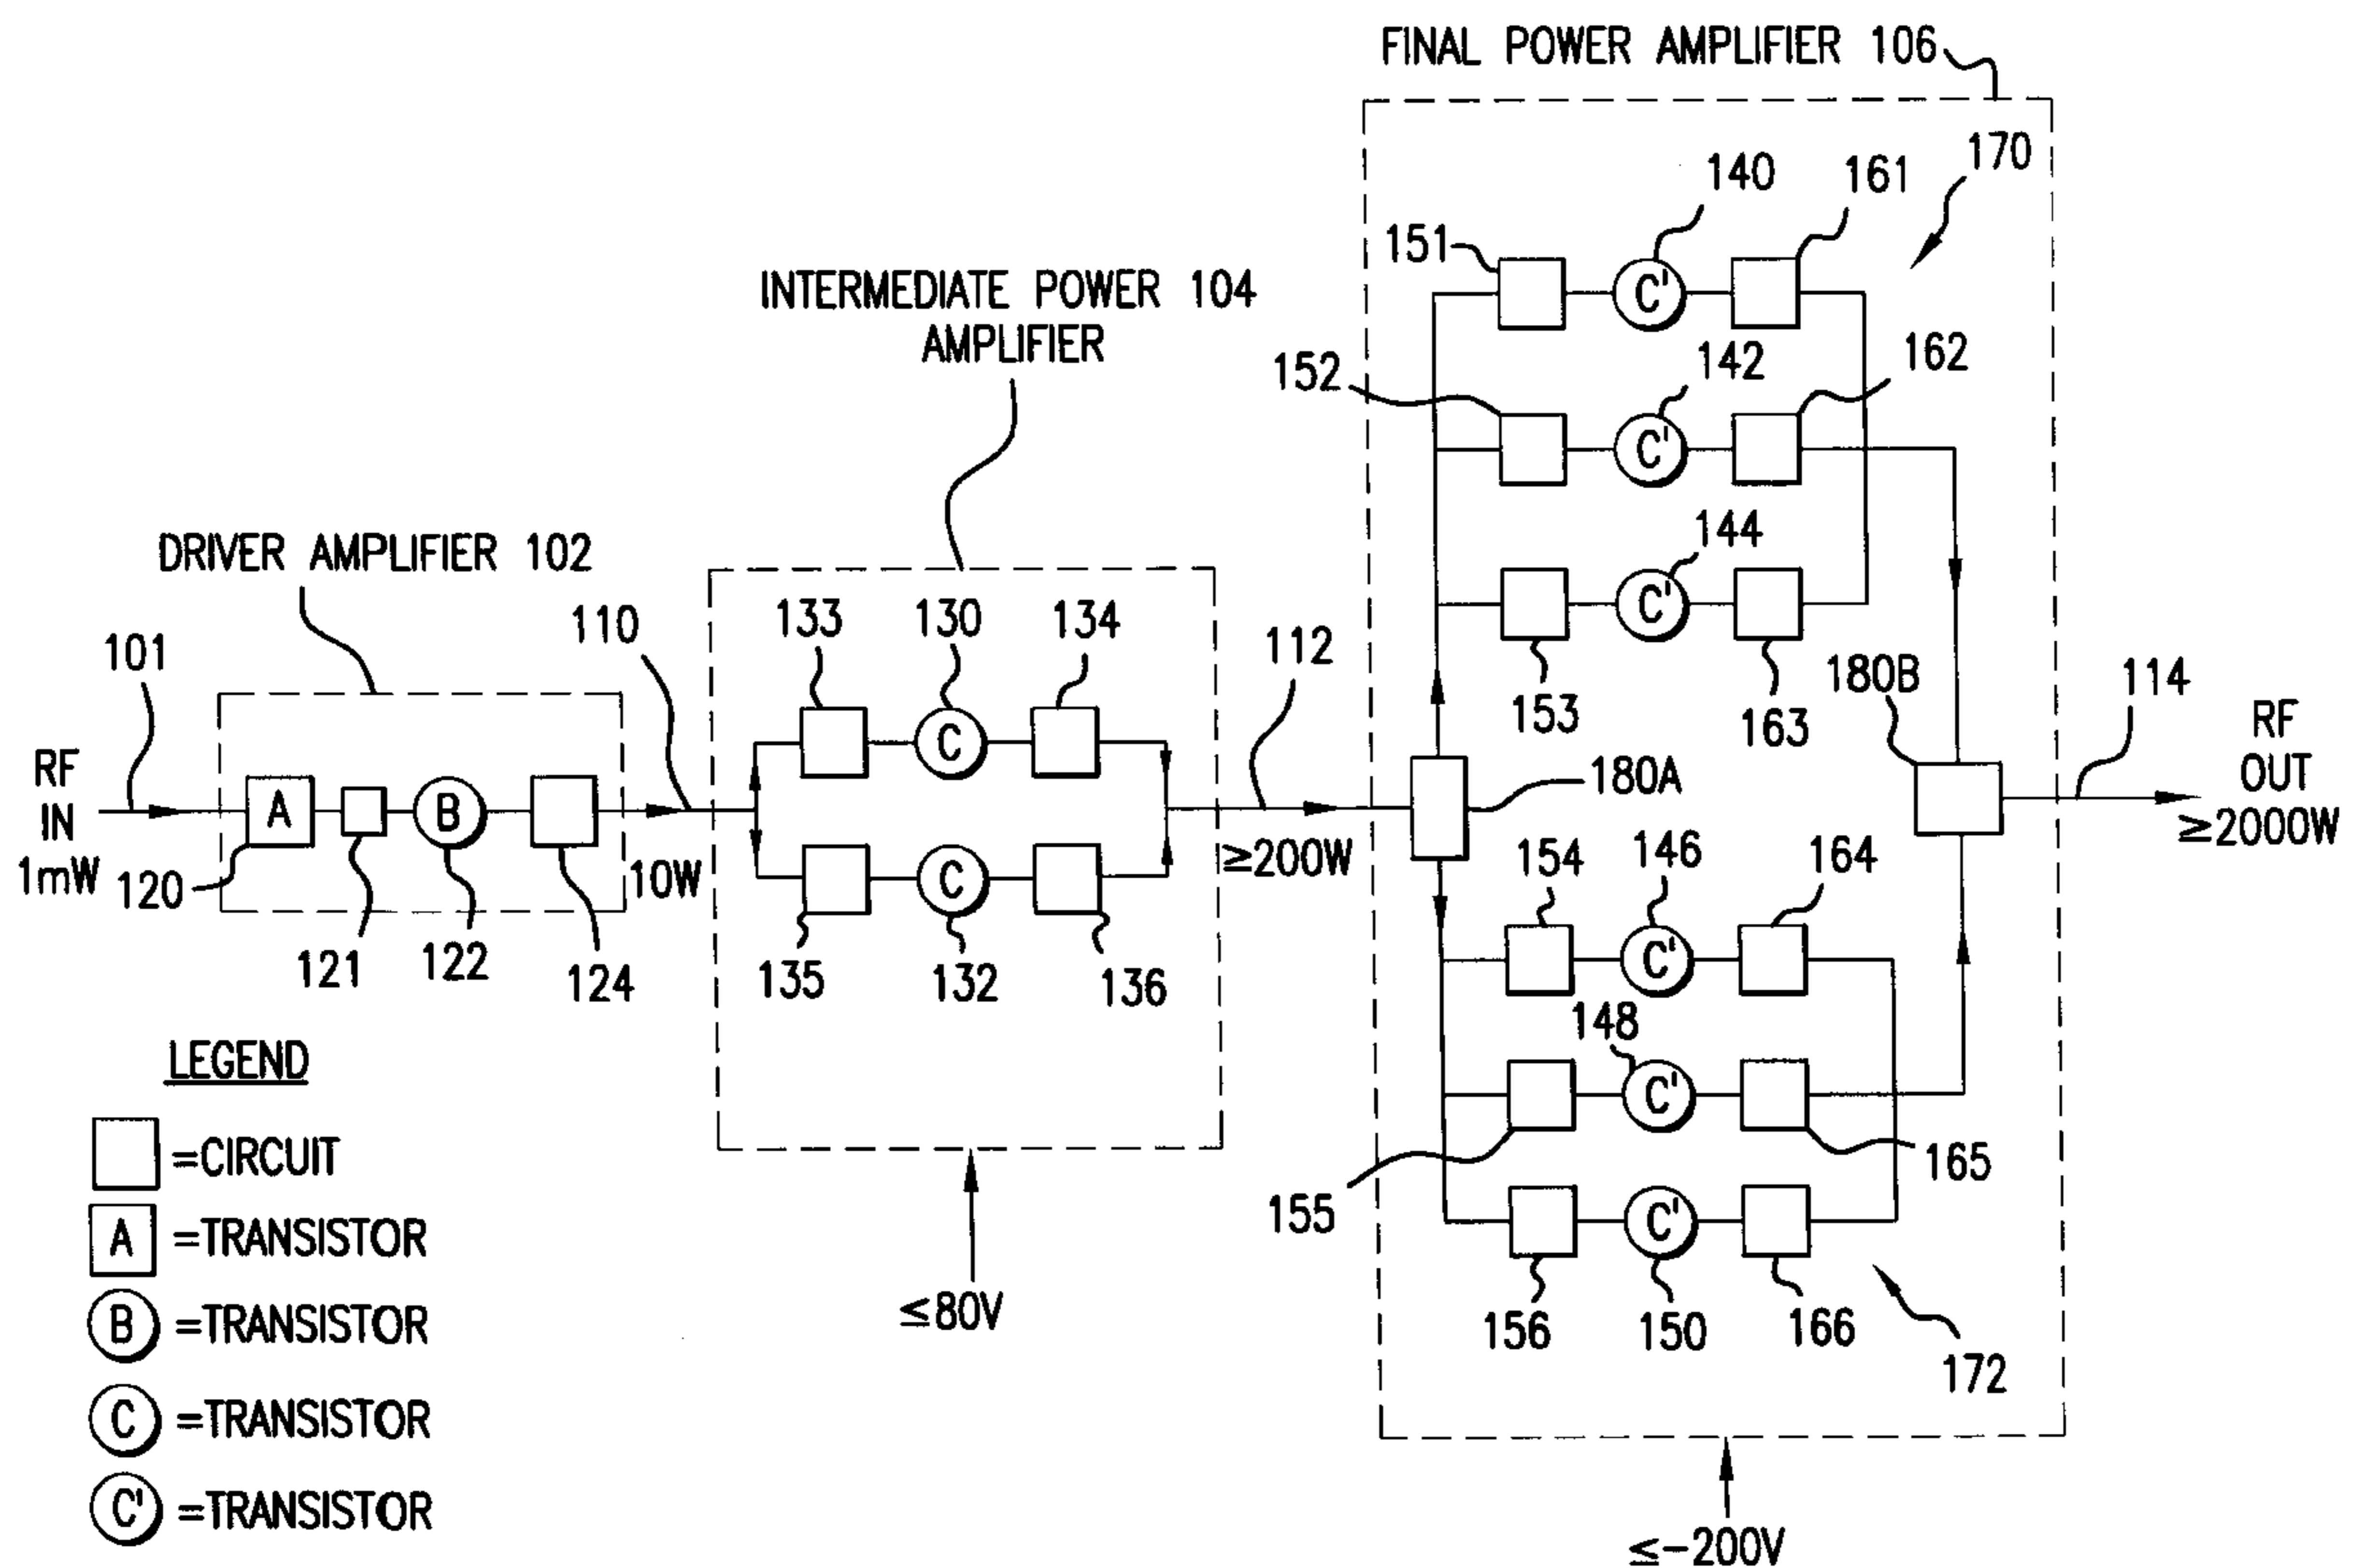 FINAL POWER AMPLIFIER 106
170
140
161
151
INTERMEDIATE POWER 104
AMPLIFIER
142
162
152
144
DRIVER AMPLIFIER 102
133
130
134
110
112
101
153
163
180B
114
RF
IN
1mW
RF
OUT
≥2000W
A
B
C
C
C'
C'
C'
180A
120
10W
≥200W
154
146
164
121
122
124
135
132
136
C'
148
C'
165
155
C'
156
150
166
172
≤80V
≤-200V
LEGEND
=CIRCUIT
A =TRANSISTOR
B =TRANSISTOR
C =TRANSISTOR
C' =TRANSISTOR